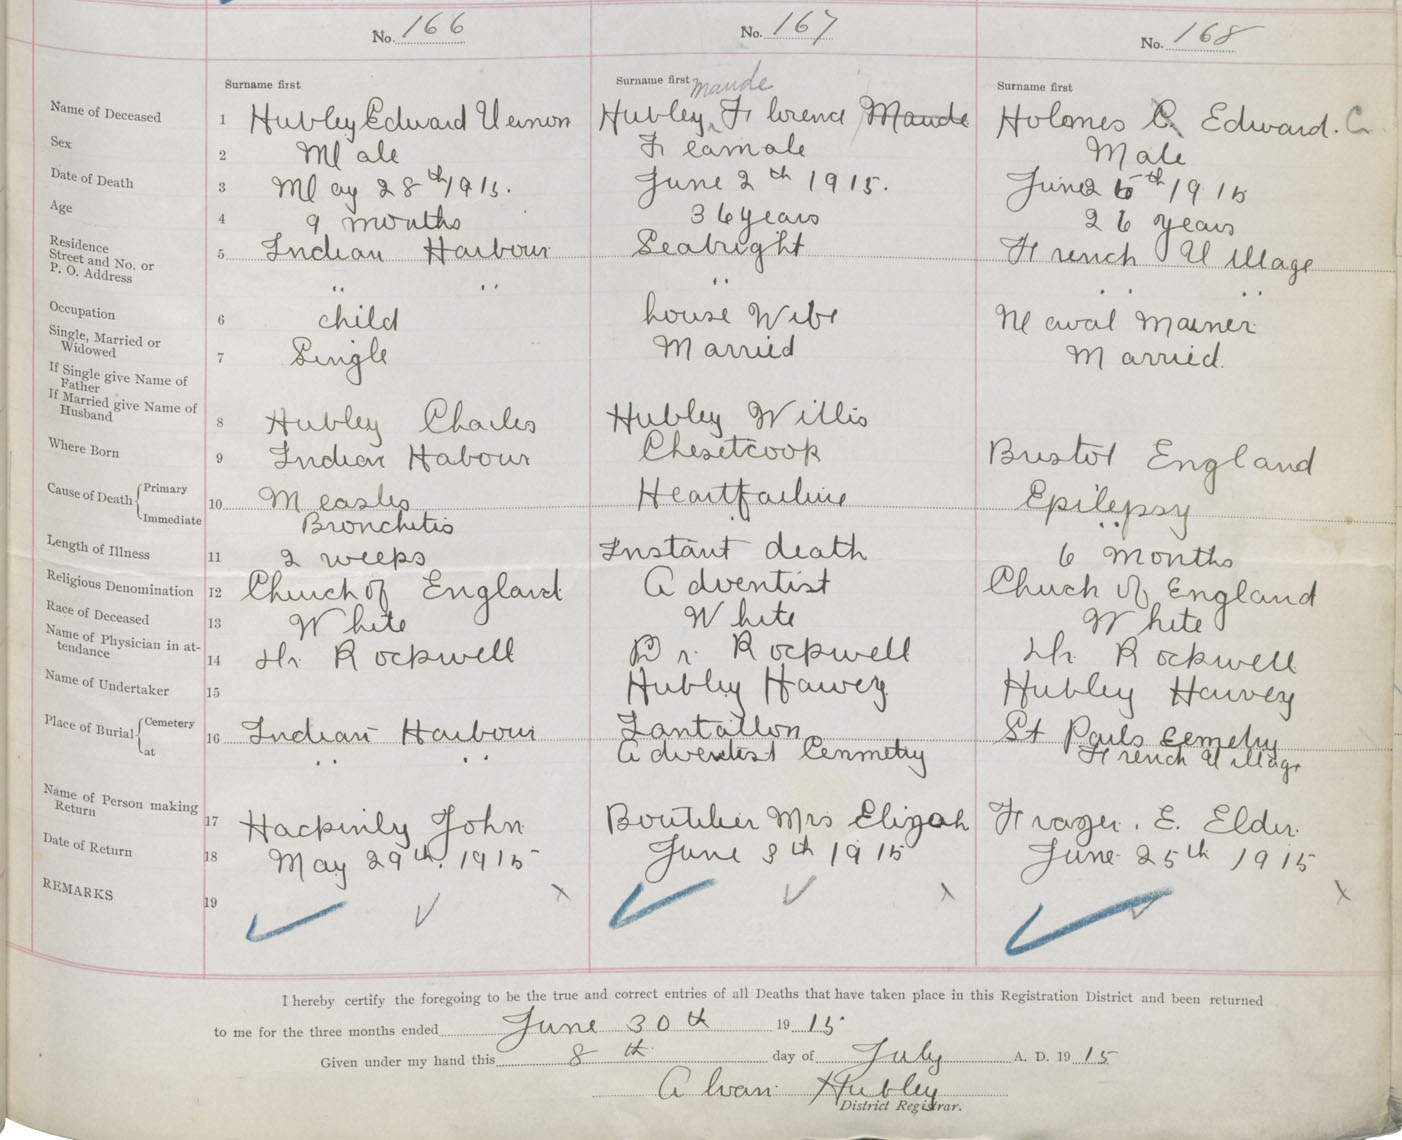 No. 166 No. 167 No. 168
Surname first Surname first Maude Surname first
Name of Deceased 1 Hubley Edward Vernon Hubley Florence Maude Holomes C. Edward. C
Sex 2 Male Feamale Male
Date of Death 3 May 28th 1915. June 2th 1915. June 25th 1915
Age 4 9 months 36 years 26 years
Residence Street and No. or P. O. Address 5 Indian Harbour Seabright French Village
" " " " "
Occupation 6 child house Wife Naval Mariner
Single, Married or Widowed 7 Single Married Married.
If Single give Name of Father
If Married give Name of Husband 8 Hubley Charles Hubley Willis
Where Born 9 Indian Habour Chesetcook Bristol England
Cause of Death { Primary 10 Measles Heartfailure Epilepsy
Immediate Bronchitis " "
Length of Illness 11 2 weeks Instant death 6 Months
Religious Denomination 12 Church of England Adventist Church of England
Race of Deceased 13 White White White
Name of Physician in attendance 14 Dr. Rockwell Dr. Rockwell Dr. Rockwell
Name of Undertaker 15 Hubley Harvey Hubley Harvey
Place of Burial { Cemetery 16 Indian Harbour Tantallon St Pauls Cemetry
at " " Adventist Cenmetry French Village
Name of Person making Return 17 Hackinly John Boutilier Mrs Elizah Frazer. E. Elder.
Date of Return 18 May 29th. 1915 June 3th 1915 June 25th 1915
REMARKS 19
I hereby certify the foregoing to be the true and correct entries of all Deaths that have taken place in this Registration District and been returned
to me for the three months ended June 30th 1915
Given under my hand this 8th day of July A. D. 1915
Alvan Hubley
District Registrar.